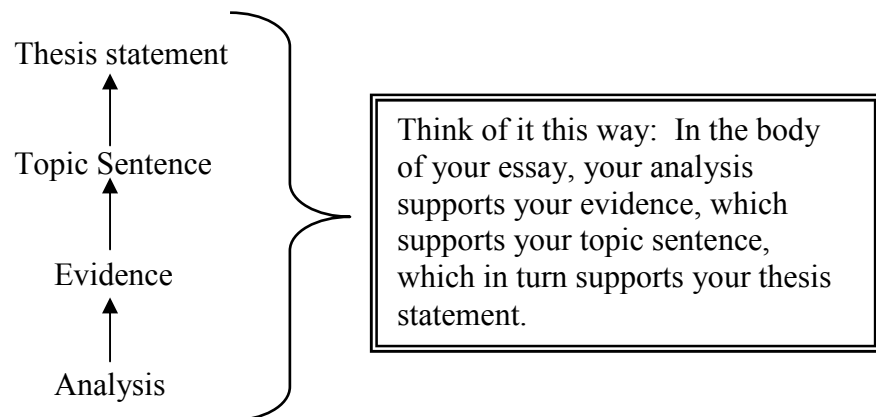 Thesis statement
Topic Sentence
Evidence
Analysis
Think of it this way:  In the body
of your essay, your analysis
supports your evidence, which
supports your topic sentence,
which in turn supports your thesis
statement.